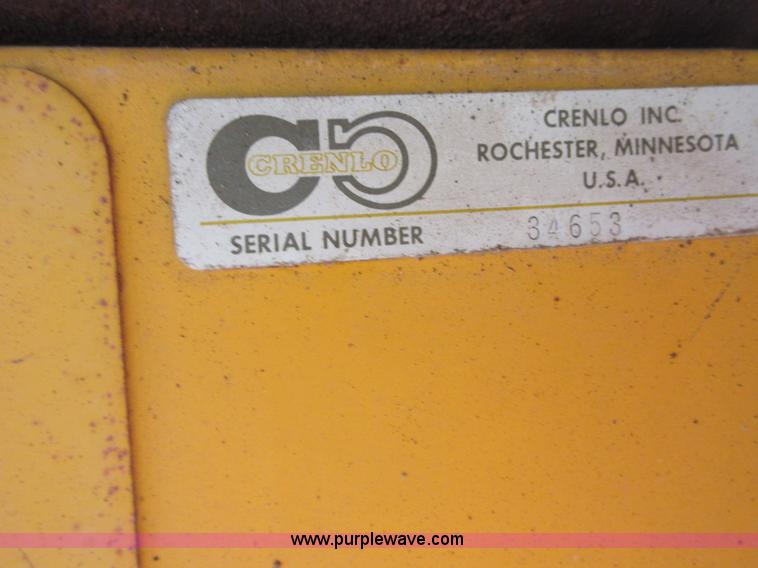 CRENLO
CRENLO INC.
ROCHESTER, MINNESOTA
U.S.A.
SERIAL NUMBER 34653
www.purplewave.com